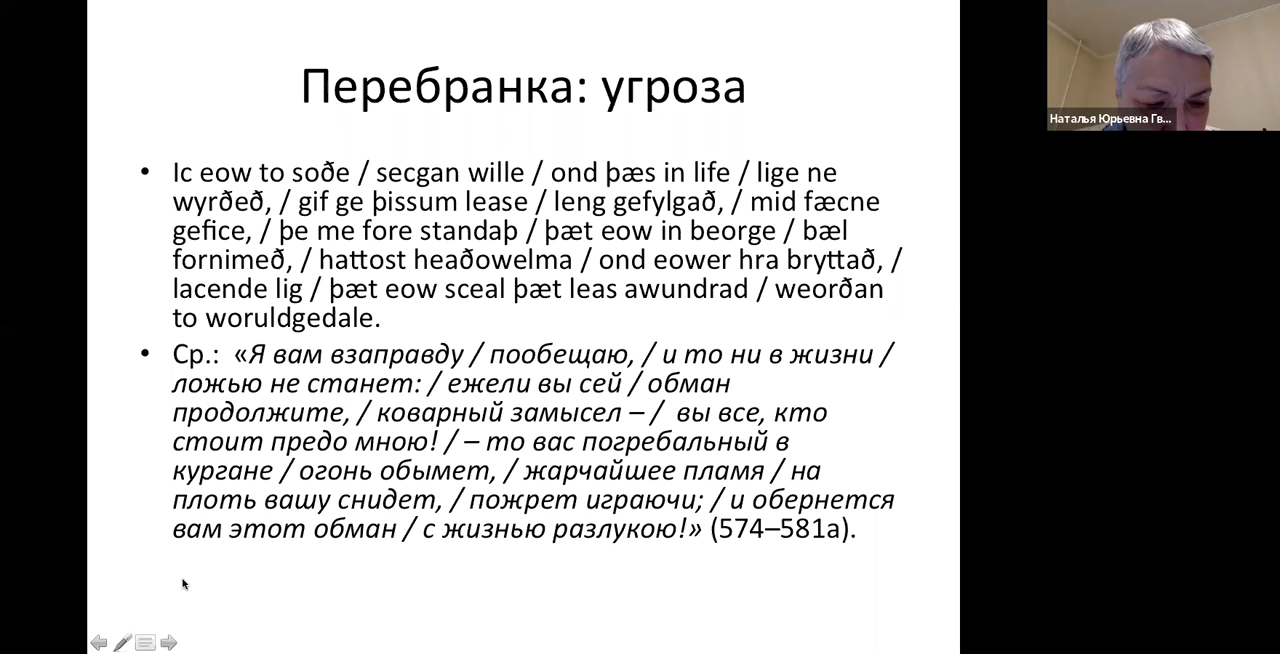 Перебранка: угроза
• Ic eow to soðe / secgan wille / ond þæs in life / lige ne
wyrðeð, / gif ge þissum lease / leng gefylgað, / mid fæcne
gefice, / þe me fore standaþ / þæt eow in beorge / bæl
fornimeð, / hattost heaðowelma / ond eower hra bryttað, /
lacende lig / þæt eow sceal þæt leas awundrad / weorðan
to woruldgedale.
• Ср.: «Я вам взаправду / пообещаю, / и то ни в жизни /
ложью не станет: / ежели вы сей / обман
продолжите, / коварный замысел – / вы все, кто
стоит предо мною! / – то вас погребальный в
кургане / огонь обымет, / жарчайшее пламя / на
плоть вашу снидет, / пожрет играючи; / и обернется
вам этот обман / с жизнью разлукою!» (574–581a).
Наталья Юрьевна Гв...